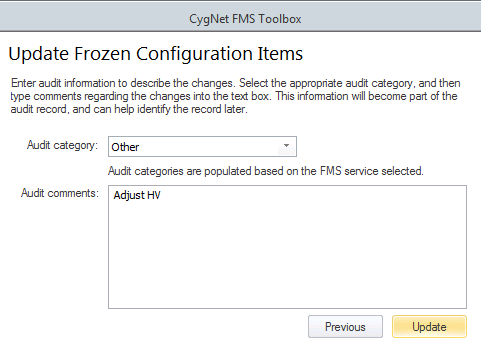 CygNet FMS Toolbox
Update Frozen Configuration Items
Enter audit information to describe the changes. Select the appropriate audit category, and then
type comments regarding the changes into the text box. This information will become part of the
audit record, and can help identify the record later.
Audit category: Other
Audit categories are populated based on the FMS service selected.
Audit comments: Adjust HV
Previous Update